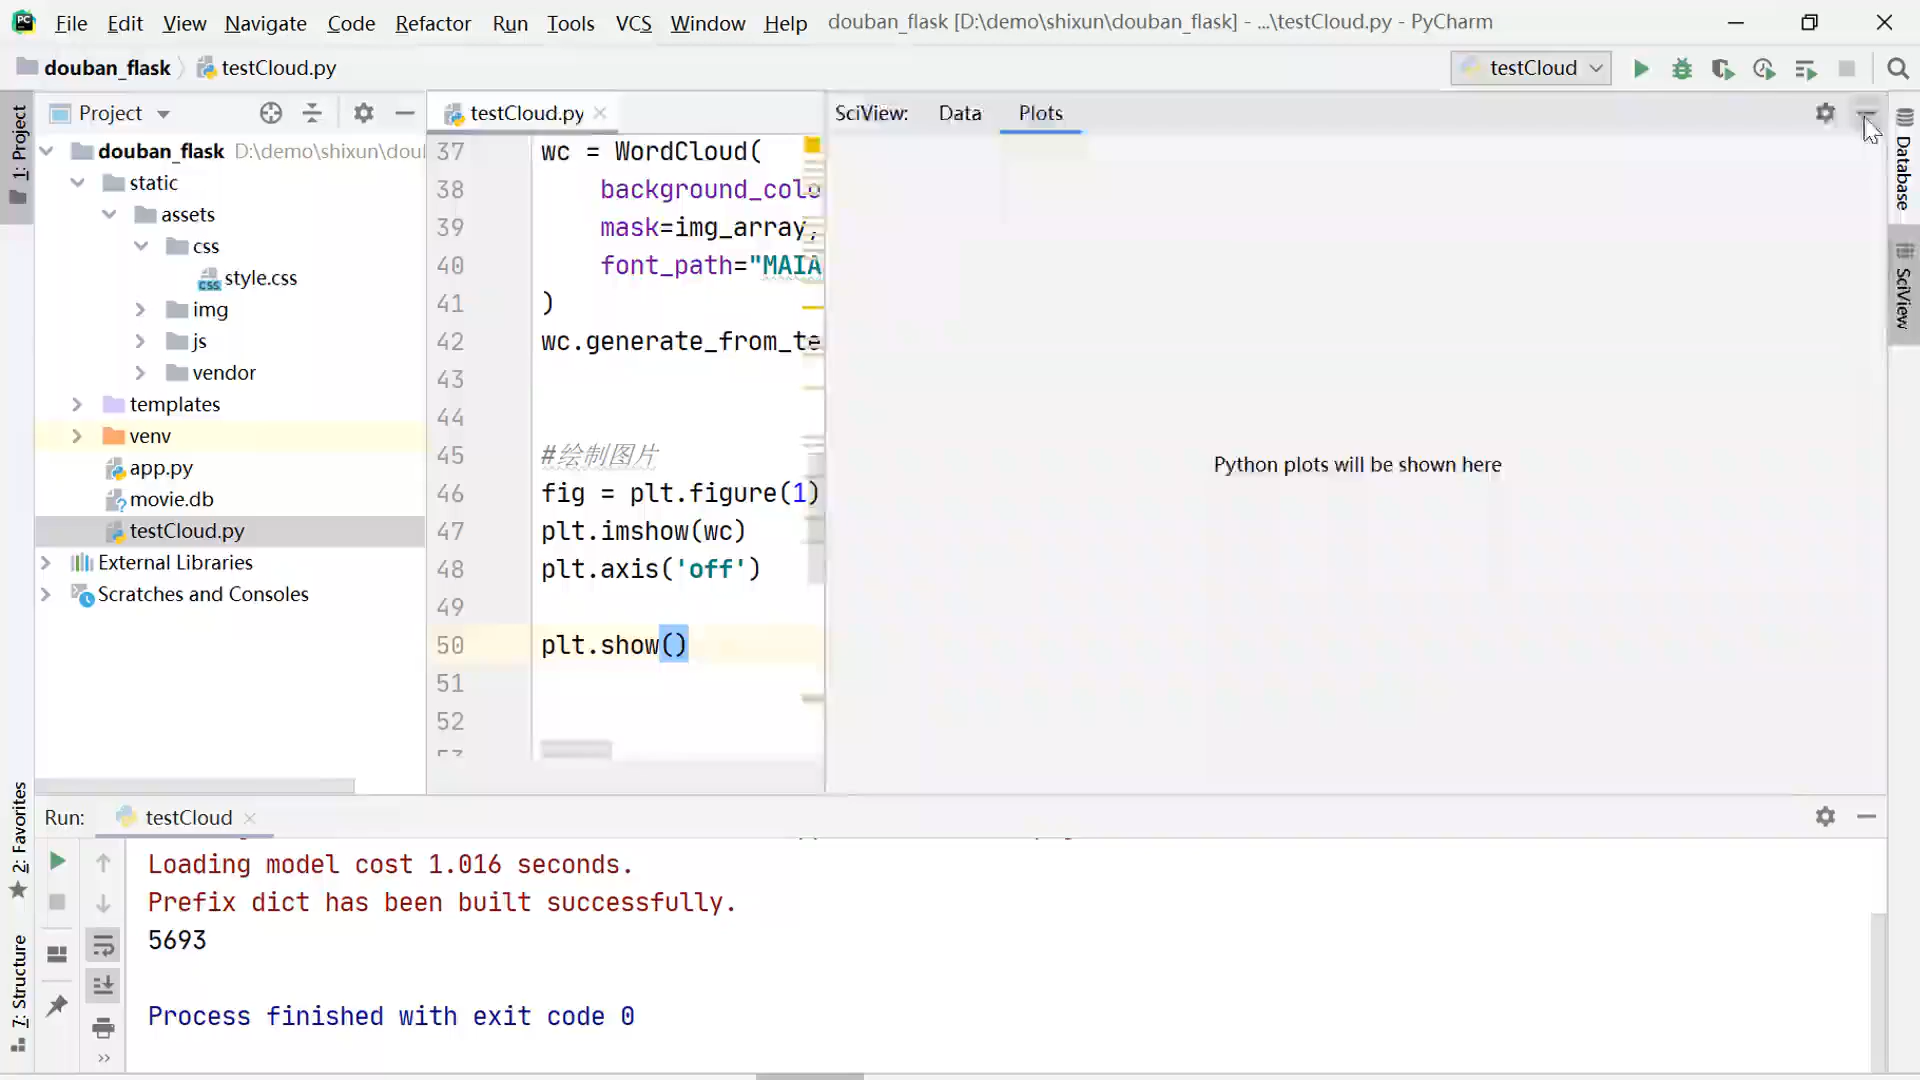 File Edit View Navigate Code Refactor Run Tools VCS Window Help douban_flask [D:\demo\shixun\douban_flask] - ...\testCloud.py - PyCharm
douban_flask testCloud.py testCloud
1: Project
Project
douban_flask D:\demo\shixun\dou
static
assets
css
style.css
img
js
vendor
templates
venv
app.py
movie.db
testCloud.py
External Libraries
Scratches and Consoles
testCloud.py
37 wc = WordCloud(
38 background_colo
39 mask=img_array,
40 font_path="MAIA
41 )
42 wc.generate_from_te
43
44
45 #绘制图片
46 fig = plt.figure(1)
47 plt.imshow(wc)
48 plt.axis('off')
49
50 plt.show()
51
52
53
SciView: Data Plots
Python plots will be shown here
Database
SciView
2: Favorites
7: Structure
Run: testCloud
Loading model cost 1.016 seconds.
Prefix dict has been built successfully.
5693
Process finished with exit code 0